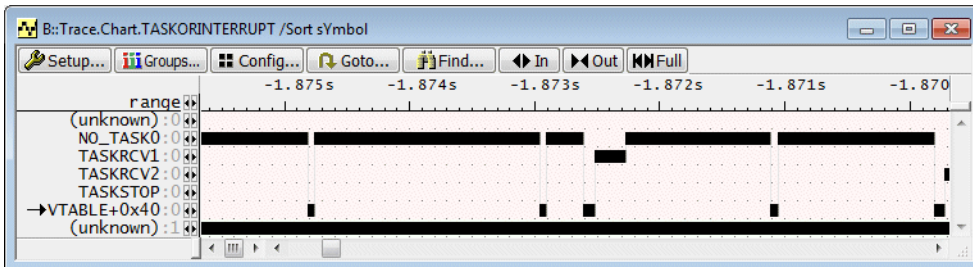 B::Trace.Chart.TASKORINTERRUPT /Sort sYmbol
Setup... Groups... Config... Goto... Find... In Out Full
-1.875s -1.874s -1.873s -1.872s -1.871s -1.870
range
(unknown):0
NO_TASK0:0
TASKRCV1:0
TASKRCV2:0
TASKSTOP:0
→VTABLE+0x40:0
(unknown):1